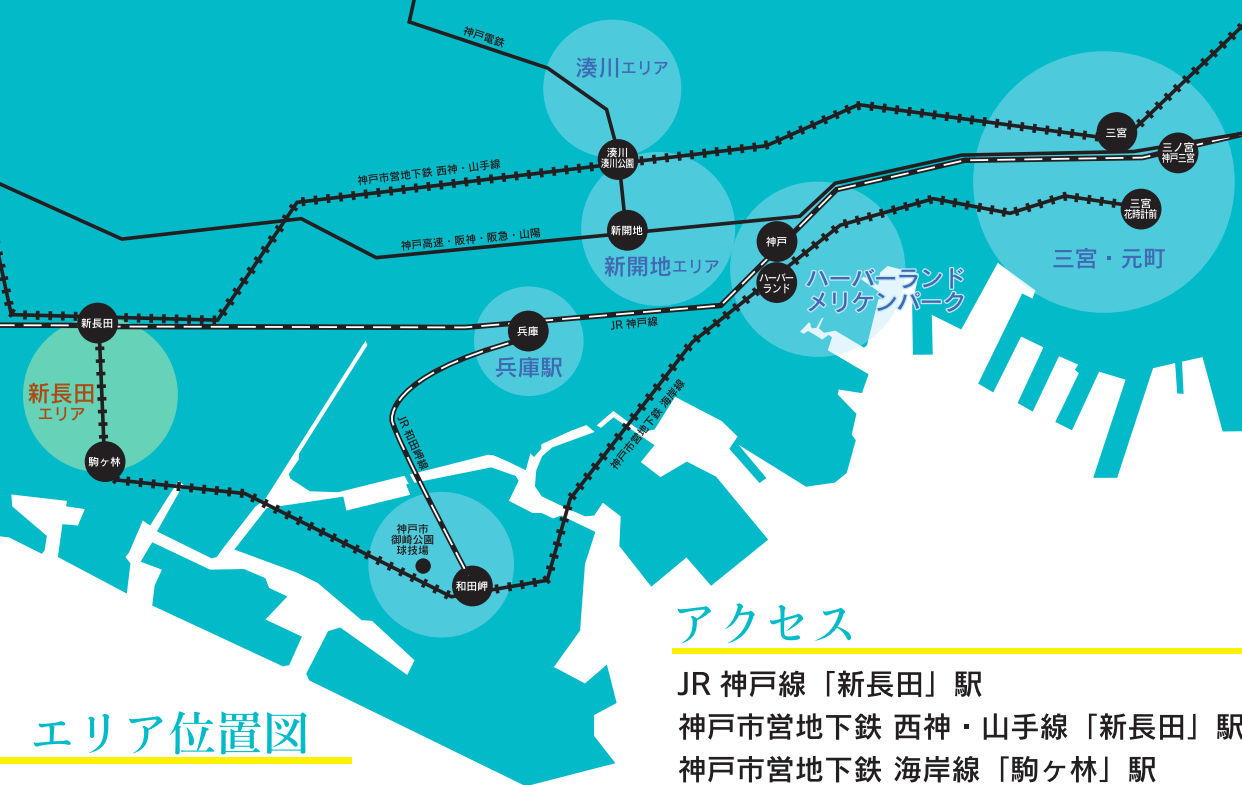 神戸電鉄
湊川エリア
三宮
三ノ宮
神戸三宮
湊川
湊川公園
神戸市営地下鉄 西神・山手線
三宮
花時計前
新開地
神戸高速・阪神・阪急・山陽
神戸
三宮・元町
新開地エリア
ハーバー
ランド
ハーバーランド
メリケンパーク
新長田
兵庫
JR 神戸線
兵庫駅
新長田
エリア
神戸市営地下鉄 海岸線
JR 和田岬線
駒ヶ林
神戸市
御崎公園
球技場
和田岬
アクセス
JR 神戸線「新長田」駅
神戸市営地下鉄 西神・山手線「新長田」駅
神戸市営地下鉄 海岸線「駒ヶ林」駅
エリア位置図